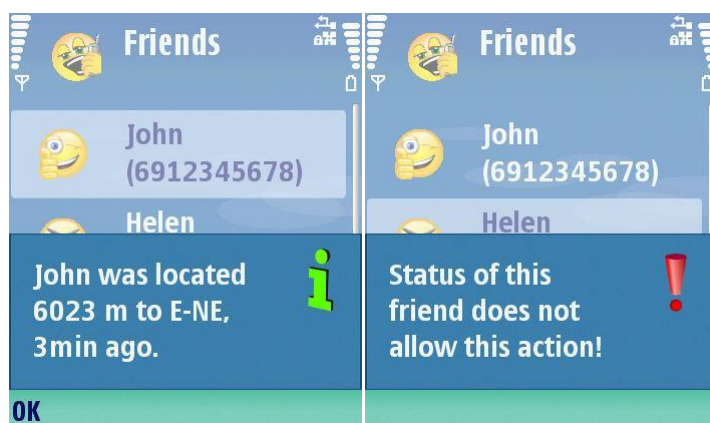 Friends
John
(6912345678)
Helen
John was located
6023 m to E-NE,
3min ago.
OK
Friends
John
(6912345678)
Helen
Status of this
friend does not
allow this action!